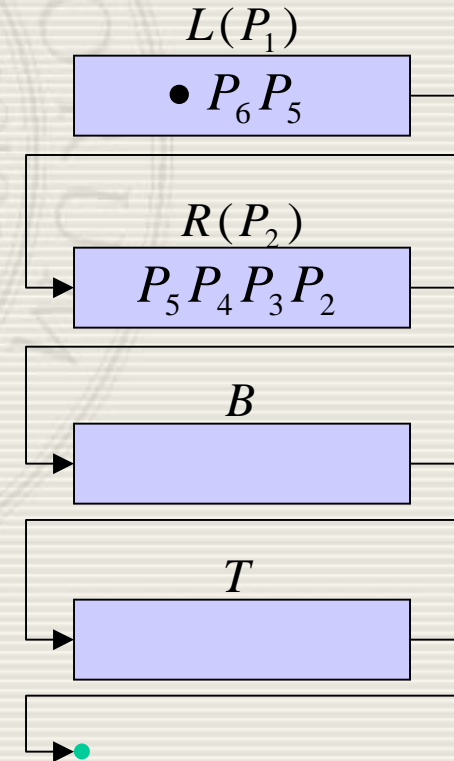 L(P₁)
• P₆P₅
R(P₂)
P₅P₄P₃P₂
B
T